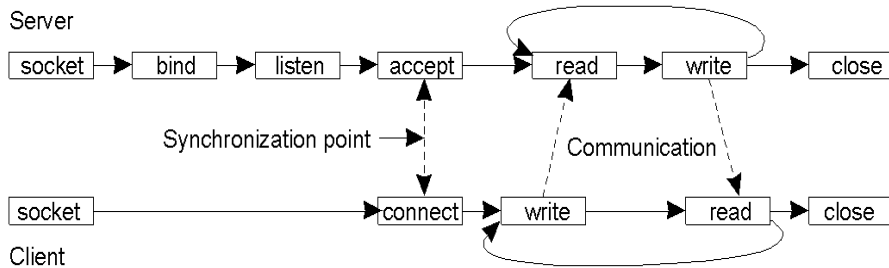 Server
socket bind listen accept read write close
Synchronization point
Communication
socket connect write read close
Client